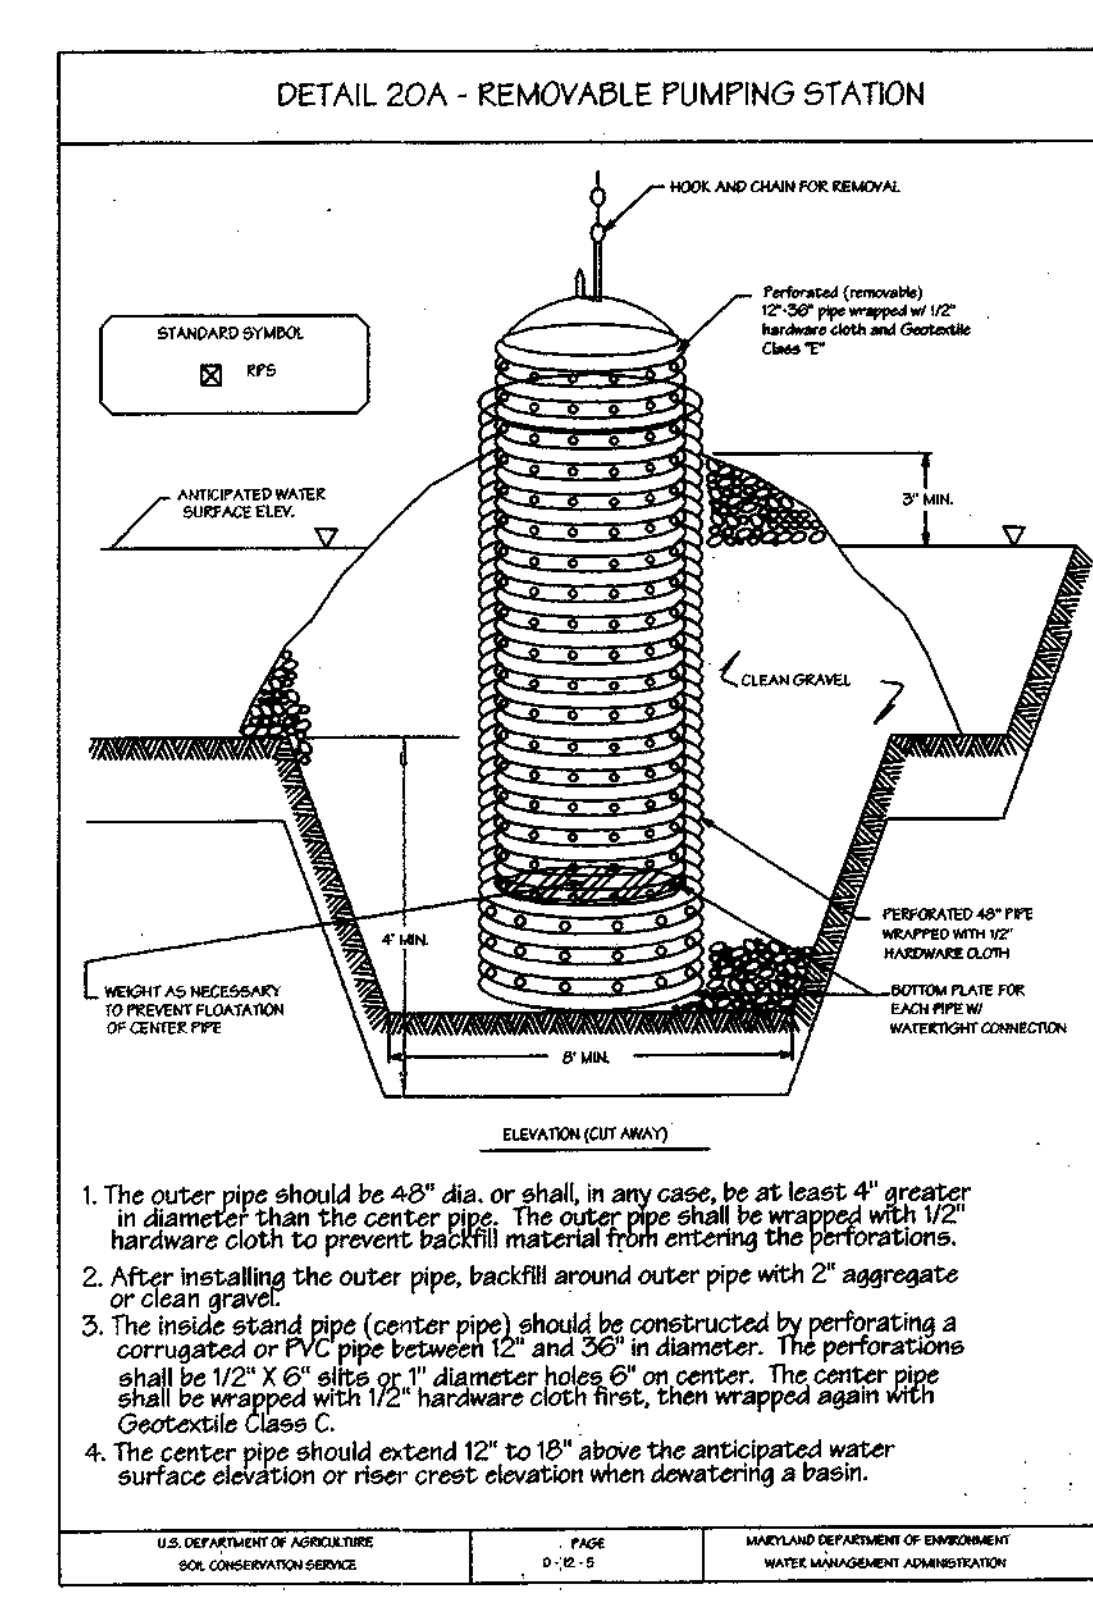 DETAIL 20A - REMOVABLE PUMPING STATION
HOOK AND CHAIN FOR REMOVAL
Perforated (removable)
12"-36" pipe wrapped w/ 1/2"
hardware cloth and Geotextile
Class "E"
STANDARD SYMBOL
RPS
ANTICIPATED WATER
SURFACE ELEV.
3" MIN.
CLEAN GRAVEL
4' MIN.
PERFORATED 48" PIPE
WRAPPED WITH 1/2"
HARDWARE CLOTH
WEIGHT AS NECESSARY
TO PREVENT FLOATATION
OF CENTER PIPE
BOTTOM PLATE FOR
EACH PIPE W/
WATERTIGHT CONNECTION
8' MIN.
ELEVATION (CUT AWAY)
1. The outer pipe should be 48" dia. or shall, in any case, be at least 4" greater
in diameter than the center pipe. The outer pipe shall be wrapped with 1/2"
hardware cloth to prevent backfill material from entering the perforations.
2. After installing the outer pipe, backfill around outer pipe with 2" aggregate
or clean gravel.
3. The inside stand pipe (center pipe) should be constructed by perforating a
corrugated or PVC pipe between 12" and 36" in diameter. The perforations
shall be 1/2" X 6" slits or 1" diameter holes 6" on center. The center pipe
shall be wrapped with 1/2" hardware cloth first, then wrapped again with
Geotextile Class C.
4. The center pipe should extend 12" to 18" above the anticipated water
surface elevation or riser crest elevation when dewatering a basin.
U.S. DEPARTMENT OF AGRICULTURE
SOIL CONSERVATION SERVICE
PAGE
D - 12 - 5
MARYLAND DEPARTMENT OF ENVIRONMENT
WATER MANAGEMENT ADMINISTRATION